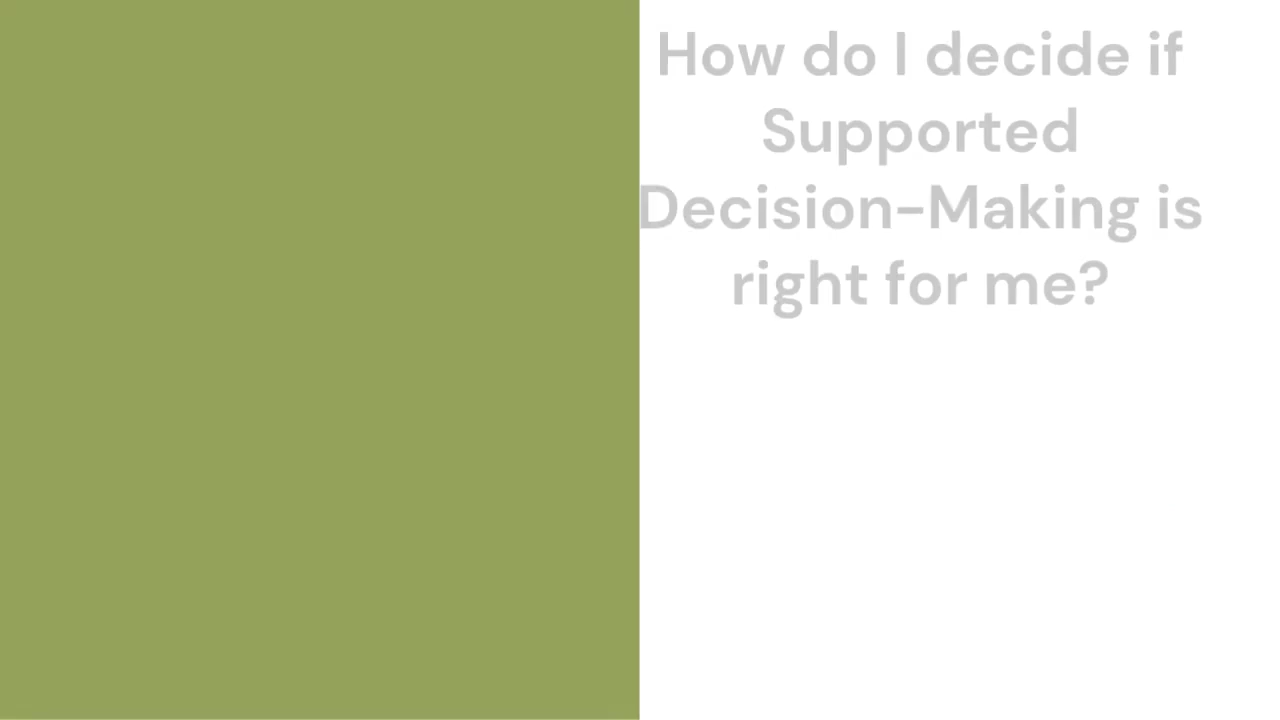 How do I decide if
Supported
Decision-Making is
right for me?